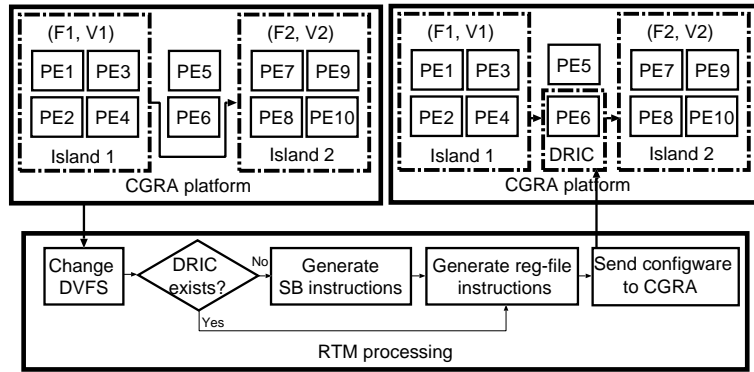 (F1, V1)
(F2, V2)
PE1 PE3 PE5 PE7 PE9
PE2 PE4 PE6 PE8 PE10
Island 1
Island 2
CGRA platform
(F1, V1)
(F2, V2)
PE1 PE3 PE5 PE7 PE9
PE2 PE4 PE6 PE8 PE10
Island 1 DRIC Island 2
CGRA platform
Change
DVFS
DRIC
exists?
No
Yes
Generate
SB instructions
Generate reg-file
instructions
Send configware
to CGRA
RTM processing